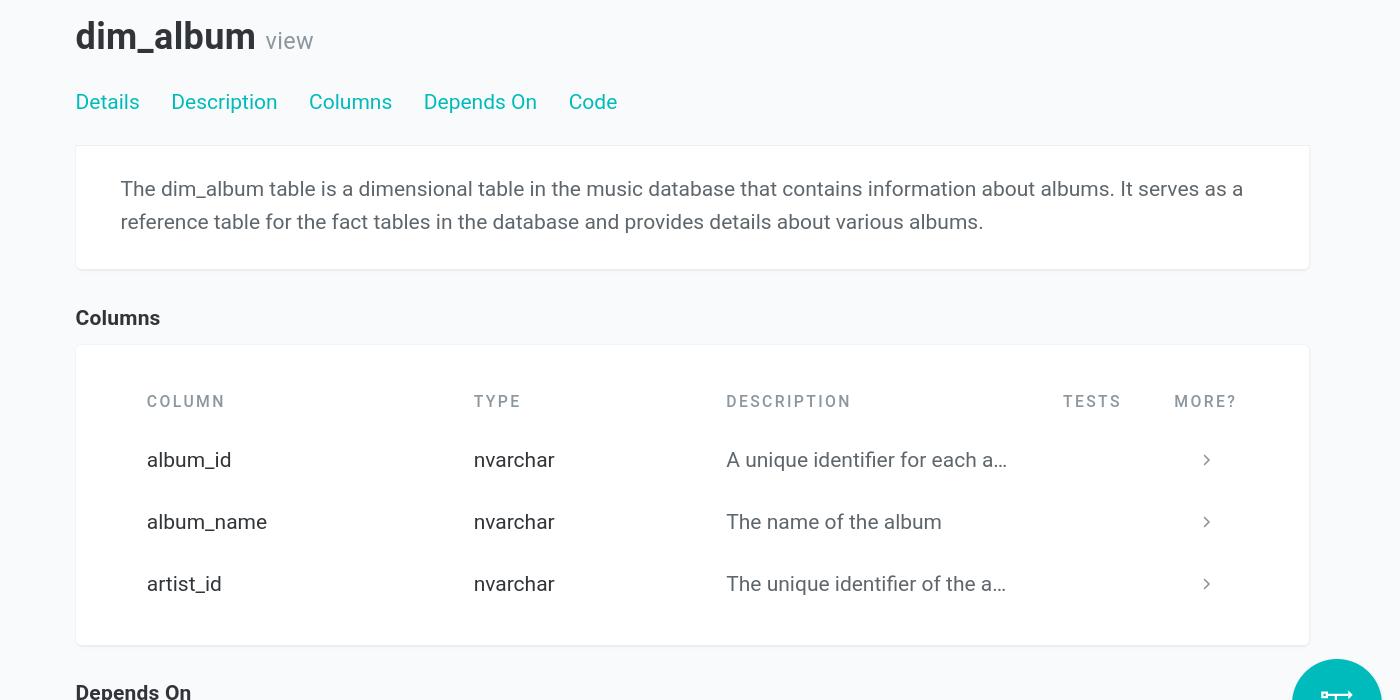 dim_album view
Details Description Columns Depends On Code
The dim_album table is a dimensional table in the music database that contains information about albums. It serves as a
reference table for the fact tables in the database and provides details about various albums.
Columns
COLUMN TYPE DESCRIPTION TESTS MORE?
album_id nvarchar A unique identifier for each a…
album_name nvarchar The name of the album
artist_id nvarchar The unique identifier of the a…
Depends On